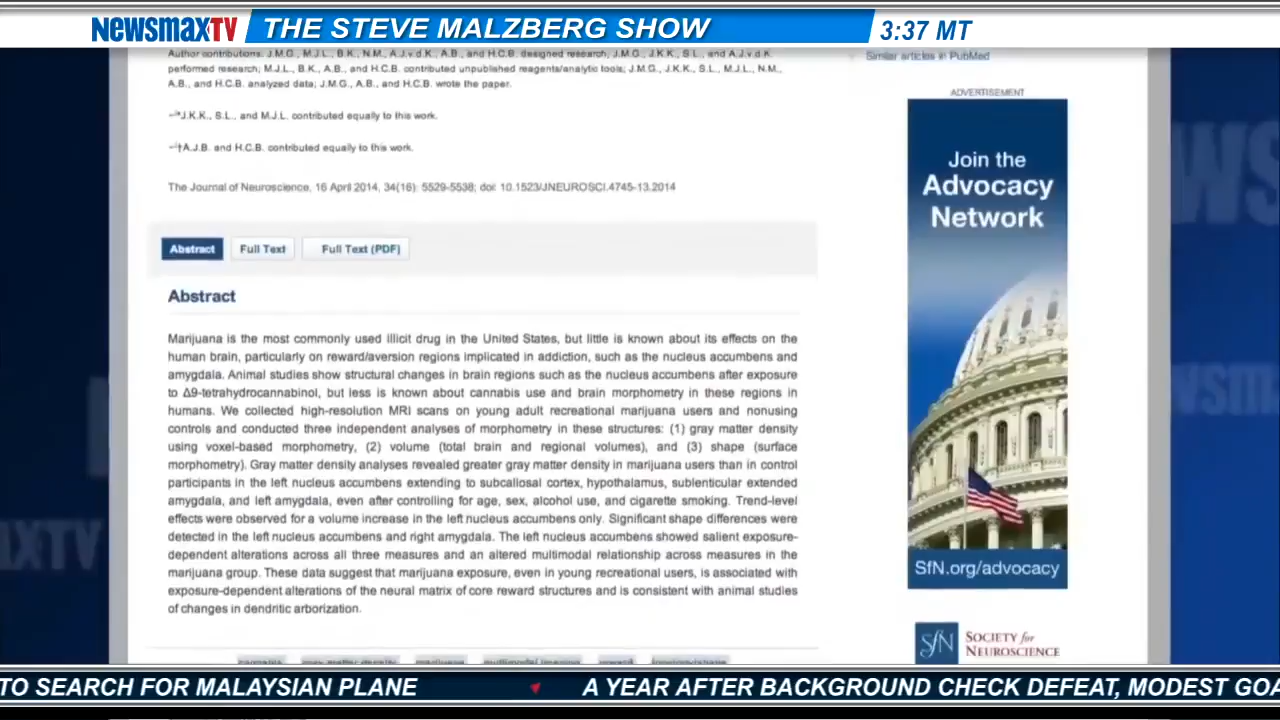 NEWSMAXTV THE STEVE MALZBERG SHOW 3:37 MT
Author contributions: J.M.G., M.J.L., B.K., N.M., A.J.v.d.K., A.B., and H.C.B. designed research; J.M.G., J.K.K., S.L., and A.J.v.d.K.
performed research; M.J.L., B.K., A.B., and H.C.B. contributed unpublished reagents/analytic tools; J.M.G., J.K.K., S.L., M.J.L., N.M.,
A.B., and H.C.B. analyzed data; J.M.G., A.B., and H.C.B. wrote the paper.
*J.K.K., S.L., and M.J.L. contributed equally to this work.
†A.J.B. and H.C.B. contributed equally to this work.
The Journal of Neuroscience, 16 April 2014, 34(16): 5529-5538; doi: 10.1523/JNEUROSCI.4745-13.2014
Abstract Full Text Full Text (PDF)
Abstract
Marijuana is the most commonly used illicit drug in the United States, but little is known about its effects on the
human brain, particularly on reward/aversion regions implicated in addiction, such as the nucleus accumbens and
amygdala. Animal studies show structural changes in brain regions such as the nucleus accumbens after exposure
to Δ9-tetrahydrocannabinol, but less is known about cannabis use and brain morphometry in these regions in
humans. We collected high-resolution MRI scans on young adult recreational marijuana users and nonusing
controls and conducted three independent analyses of morphometry in these structures: (1) gray matter density
using voxel-based morphometry, (2) volume (total brain and regional volumes), and (3) shape (surface
morphometry). Gray matter density analyses revealed greater gray matter density in marijuana users than in control
participants in the left nucleus accumbens extending to subcallosal cortex, hypothalamus, sublenticular extended
amygdala, and left amygdala, even after controlling for age, sex, alcohol use, and cigarette smoking. Trend-level
effects were observed for a volume increase in the left nucleus accumbens only. Significant shape differences were
detected in the left nucleus accumbens and right amygdala. The left nucleus accumbens showed salient exposure-
dependent alterations across all three measures and an altered multimodal relationship across measures in the
marijuana group. These data suggest that marijuana exposure, even in young recreational users, is associated with
exposure-dependent alterations of the neural matrix of core reward structures and is consistent with animal studies
of changes in dendritic arborization.
Similar articles in PubMed
ADVERTISEMENT
Join the
Advocacy
Network
SfN.org/advocacy
SfN SOCIETY for
NEUROSCIENCE
TO SEARCH FOR MALAYSIAN PLANE A YEAR AFTER BACKGROUND CHECK DEFEAT, MODEST GOA